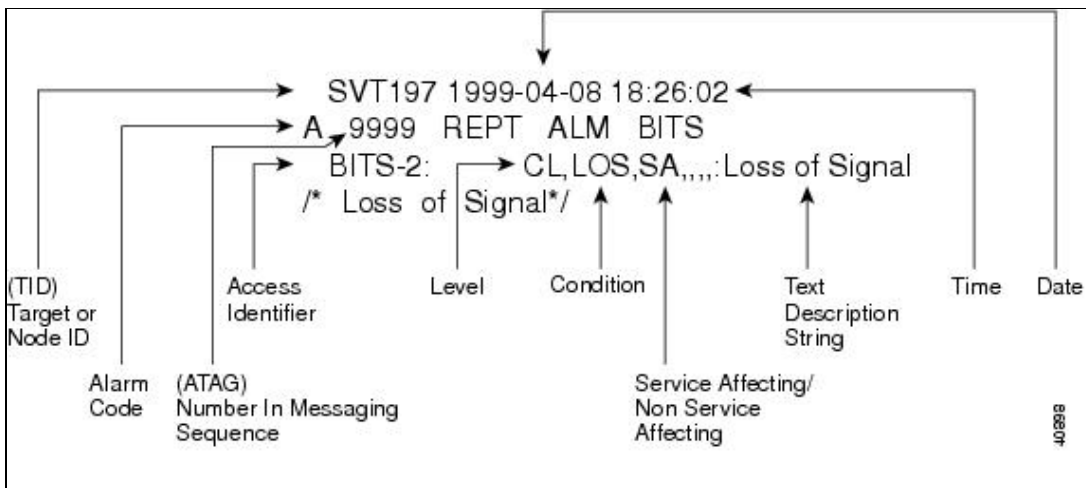 SVT197 1999-04-08 18:26:02
A 9999 REPT ALM BITS
BITS-2: CL,LOS,SA,,,,:Loss of Signal
/* Loss of Signal*/
(TID)
Target or
Node ID
Access
Identifier
Level
Condition
Text
Description
String
Time
Date
Alarm
Code
(ATAG)
Number In Messaging
Sequence
Service Affecting/
Non Service
Affecting
40898